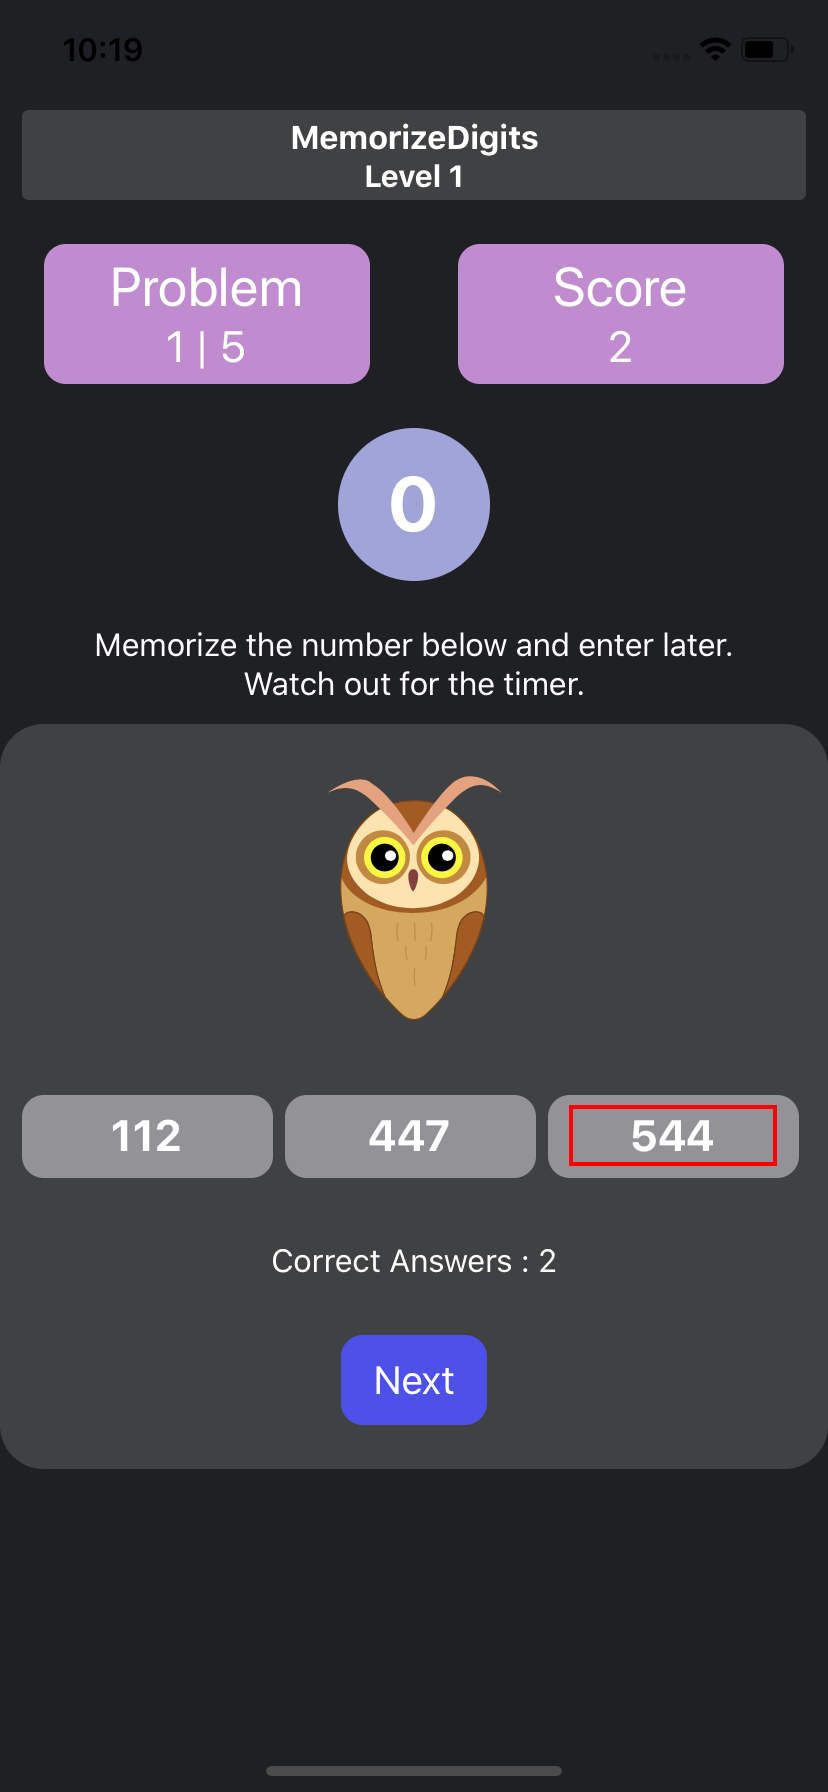 10:19
MemorizeDigits
Level 1
Problem
1 | 5
Score
2
0
Memorize the number below and enter later.
Watch out for the timer.
112
447
544
Correct Answers : 2
Next